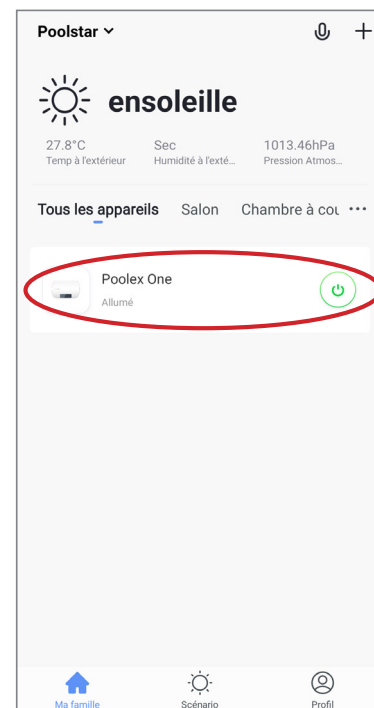 Poolstar
ensoleille
27.8°C Sec 1013.46hPa
Temp à l'extérieur Humidité à l'exté... Pression Atmos...
Tous les appareils Salon Chambre à cou ...
Poolex One
Allumé
Ma famille Scénario Profil